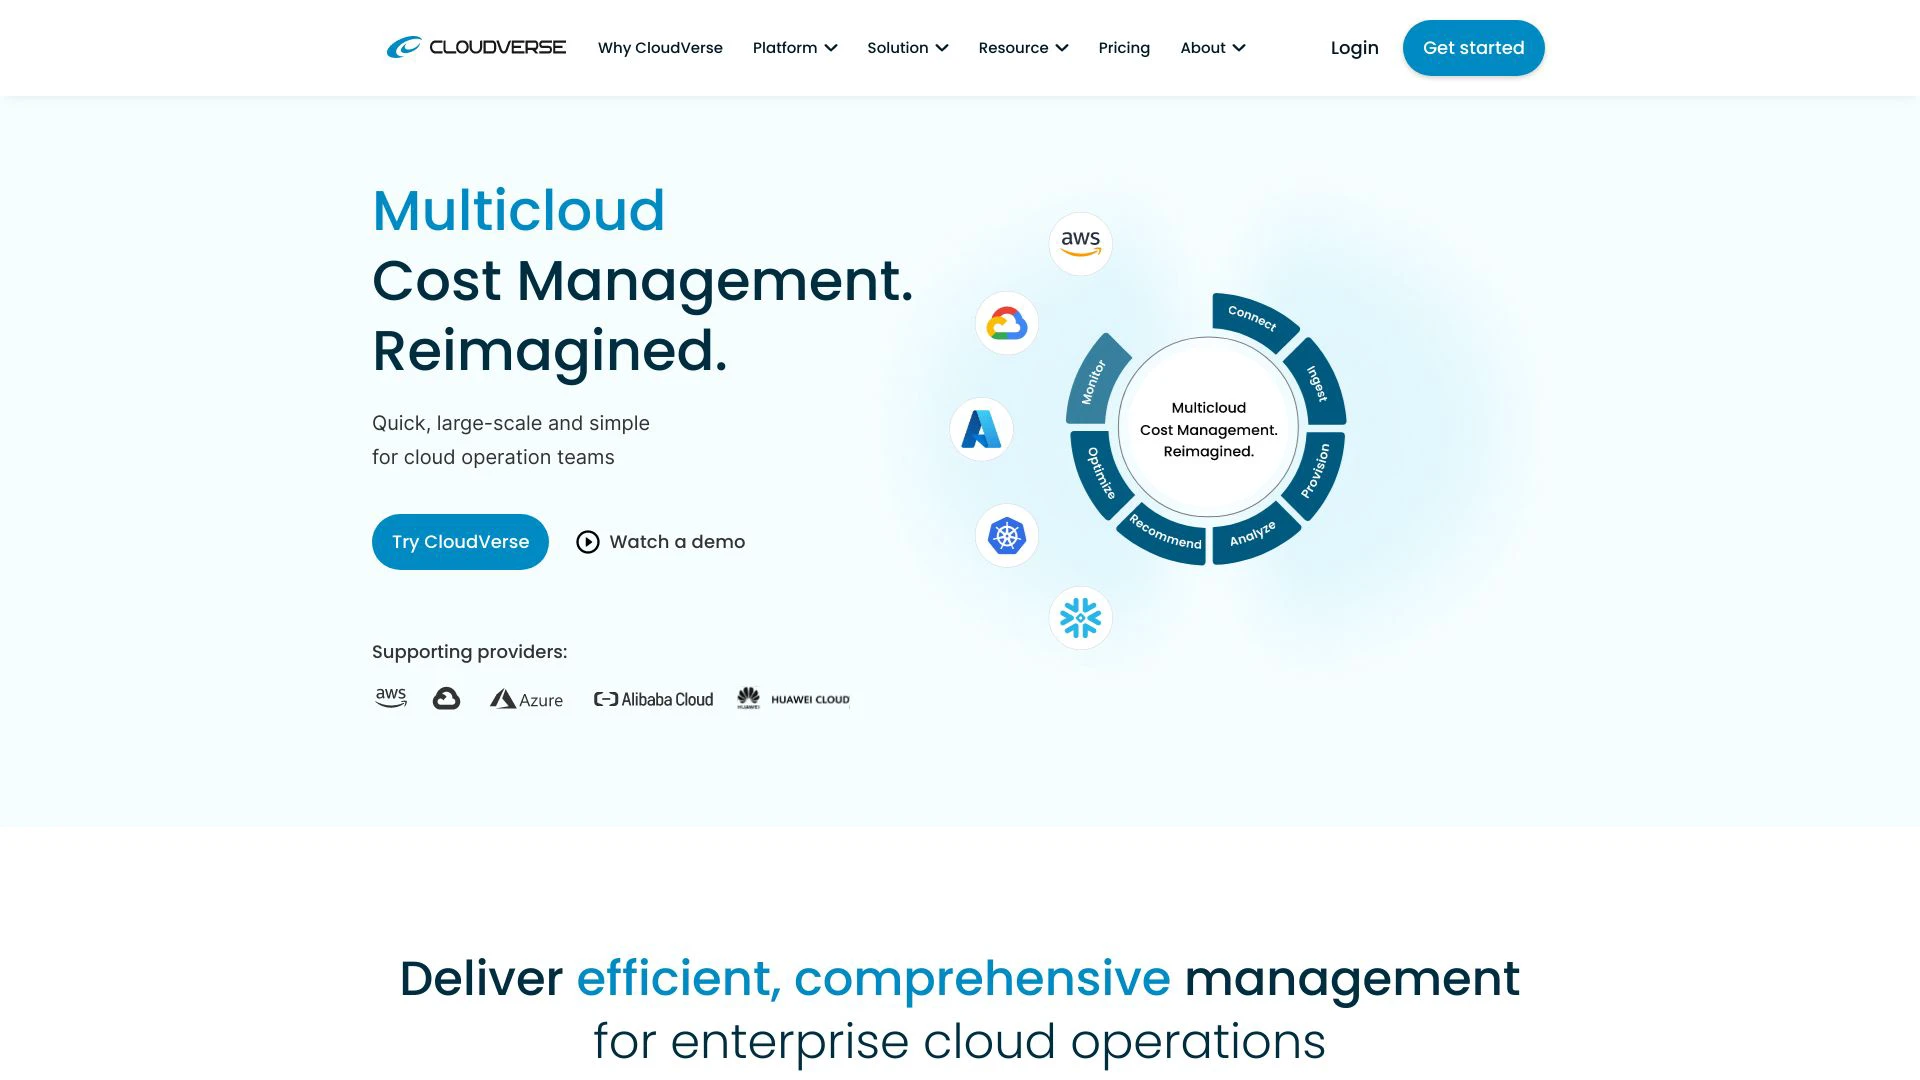 CLOUDVERSE
Why CloudVerse
Platform
Solution
Resource
Pricing
About
Login
Get started
Multicloud
Cost Management.
Reimagined.
Quick, large-scale and simple
for cloud operation teams
Try CloudVerse
Watch a demo
Supporting providers:
aws
Azure
Alibaba Cloud
HUAWEI
HUAWEI CLOUD
aws
Connect
Ingest
Provision
Analyze
Recommend
Optimize
Monitor
Multicloud
Cost Management.
Reimagined.
Deliver efficient, comprehensive management
for enterprise cloud operations